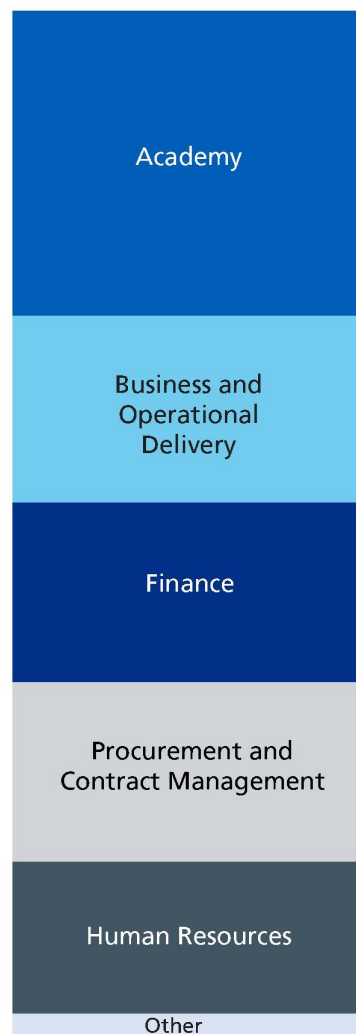 Academy
Business and
Operational
Delivery
Finance
Procurement and
Contract Management
Human Resources
Other